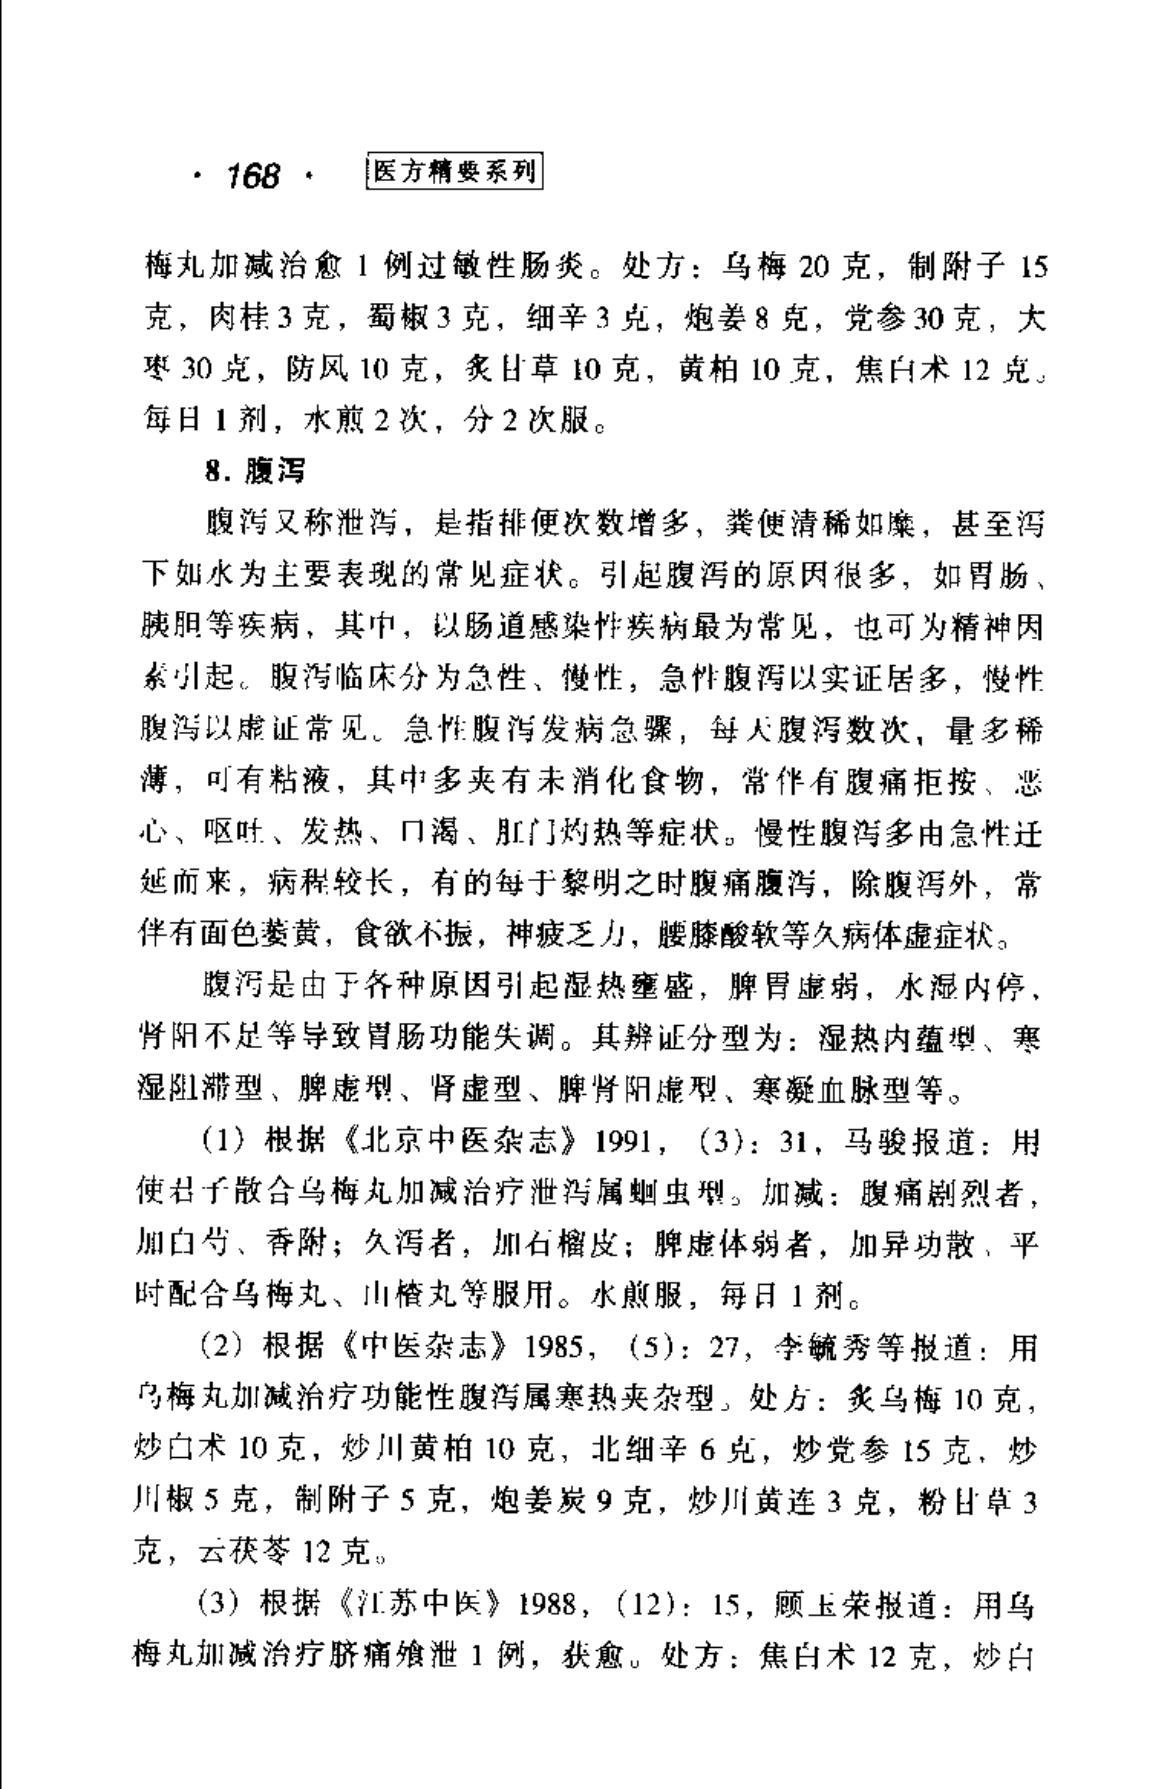 · 168 · 医方精要系列
梅丸加减治愈 1 例过敏性肠炎。处方：乌梅 20 克，制附子 15
克，肉桂 3 克，蜀椒 3 克，细辛 3 克，炮姜 8 克，党参 30 克，大
枣 30 克，防风 10 克，炙甘草 10 克，黄柏 10 克，焦白术 12 克。
每日 1 剂，水煎 2 次，分 2 次服。
8. 腹泻
腹泻又称泄泻，是指排便次数增多，粪便清稀如糜，甚至泻
下如水为主要表现的常见症状。引起腹泻的原因很多，如胃肠、
胰胆等疾病，其中，以肠道感染性疾病最为常见，也可为精神因
素引起。腹泻临床分为急性、慢性，急性腹泻以实证居多，慢性
腹泻以虚证常见。急性腹泻发病急骤，每天腹泻数次，量多稀
薄，可有粘液，其中多夹有未消化食物，常伴有腹痛拒按、恶
心、呕吐、发热、口渴、肛门灼热等症状。慢性腹泻多由急性迁
延而来，病程较长，有的每于黎明之时腹痛腹泻，除腹泻外，常
伴有面色萎黄，食欲不振，神疲乏力，腰膝酸软等久病体虚症状。
腹泻是由于各种原因引起湿热壅盛，脾胃虚弱，水湿内停，
肾阳不足等导致胃肠功能失调。其辨证分型为：湿热内蕴型、寒
湿阻滞型、脾虚型、肾虚型、脾肾阳虚型、寒凝血脉型等。
(1) 根据《北京中医杂志》1991，(3)：31，马骏报道：用
使君子散合乌梅丸加减治疗泄泻属蛔虫型。加减：腹痛剧烈者，
加白芍、香附；久泻者，加石榴皮；脾虚体弱者，加异功散、平
时配合乌梅丸、山楂丸等服用。水煎服，每日 1 剂。
(2) 根据《中医杂志》1985，(5)：27，李毓秀等报道：用
乌梅丸加减治疗功能性腹泻属寒热夹杂型。处方：炙乌梅 10 克，
炒白术 10 克，炒川黄柏 10 克，北细辛 6 克，炒党参 15 克，炒
川椒 5 克，制附子 5 克，炮姜炭 9 克，炒川黄连 3 克，粉甘草 3
克，云茯苓 12 克。
(3) 根据《江苏中医》1988，(12)：15，顾玉荣报道：用乌
梅丸加减治疗脐痛飧泄 1 例，获愈。处方：焦白术 12 克，炒白